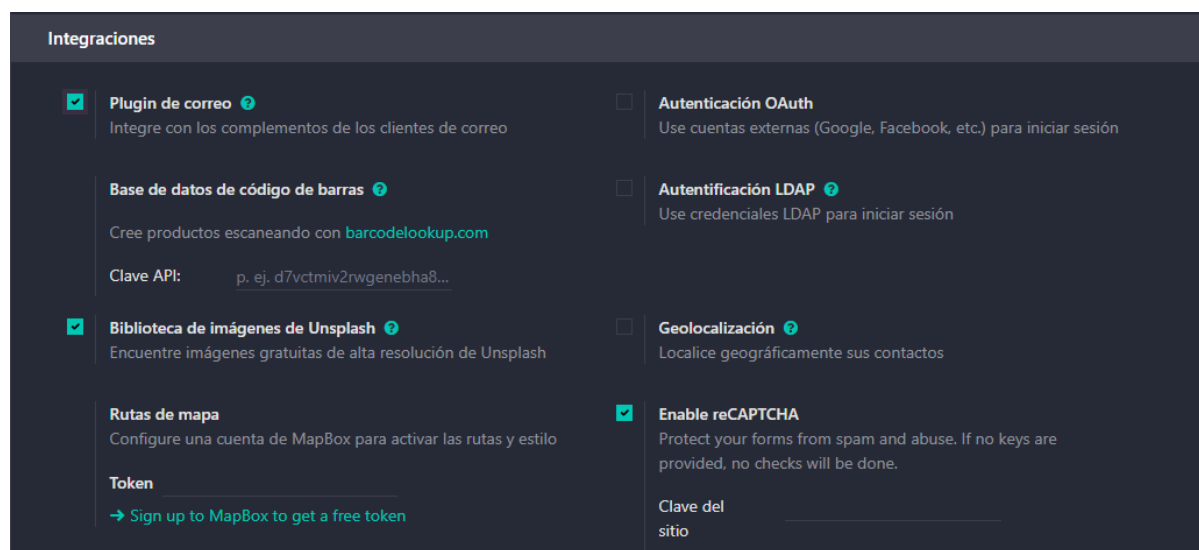 Integraciones
Plugin de correo ?
Integre con los complementos de los clientes de correo
Autenticación OAuth
Use cuentas externas (Google, Facebook, etc.) para iniciar sesión
Base de datos de código de barras ?
Cree productos escaneando con barcodelookup.com
Clave API: p. ej. d7vctmiv2rwgenebha8...
Autentificación LDAP ?
Use credenciales LDAP para iniciar sesión
Biblioteca de imágenes de Unsplash ?
Encuentre imágenes gratuitas de alta resolución de Unsplash
Geolocalización ?
Localice geográficamente sus contactos
Rutas de mapa
Configure una cuenta de MapBox para activar las rutas y estilo
Token
→ Sign up to MapBox to get a free token
Enable reCAPTCHA
Protect your forms from spam and abuse. If no keys are
provided, no checks will be done.
Clave del
sitio